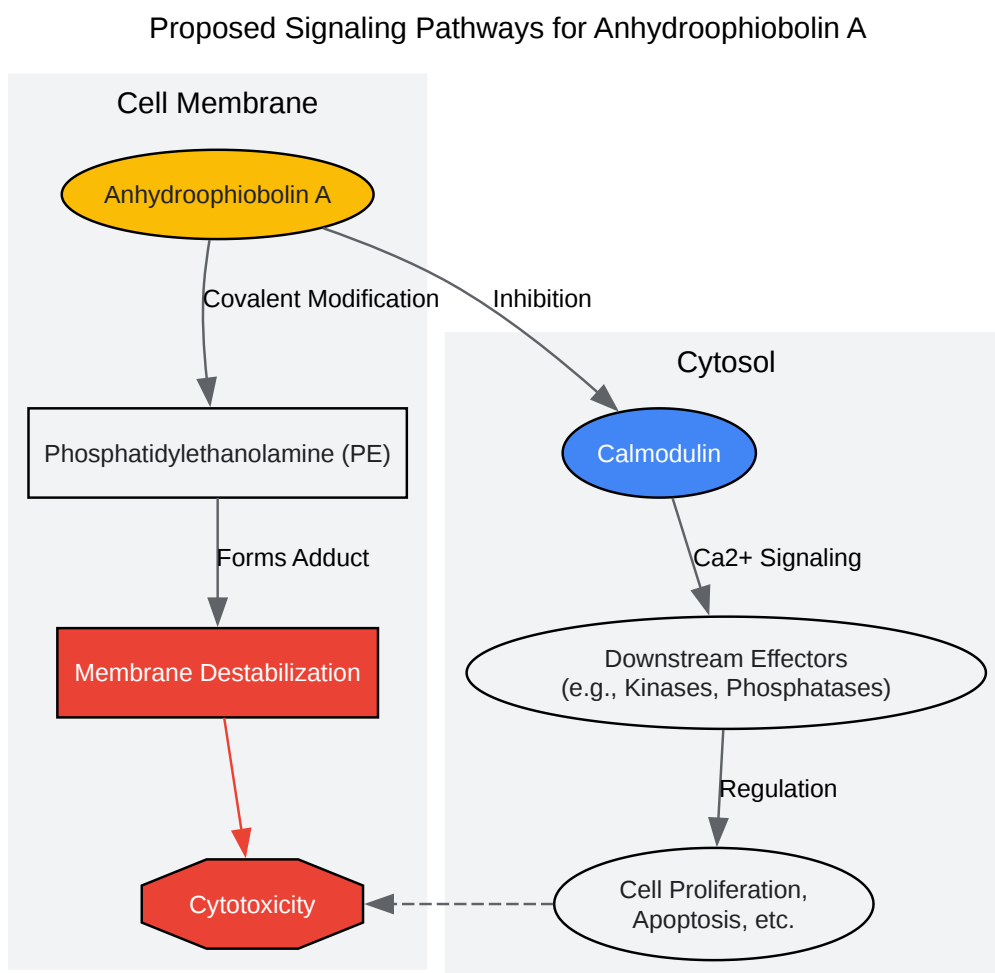 Proposed Signaling Pathways for Anhydroophiobolin A
Cell Membrane
Anhydroophiobolin A
Covalent Modification
Inhibition
Cytosol
Phosphatidylethanolamine (PE)
Calmodulin
Forms Adduct
Ca2+ Signaling
Membrane Destabilization
Downstream Effectors
(e.g., Kinases, Phosphatases)
Regulation
Cytotoxicity
Cell Proliferation,
Apoptosis, etc.